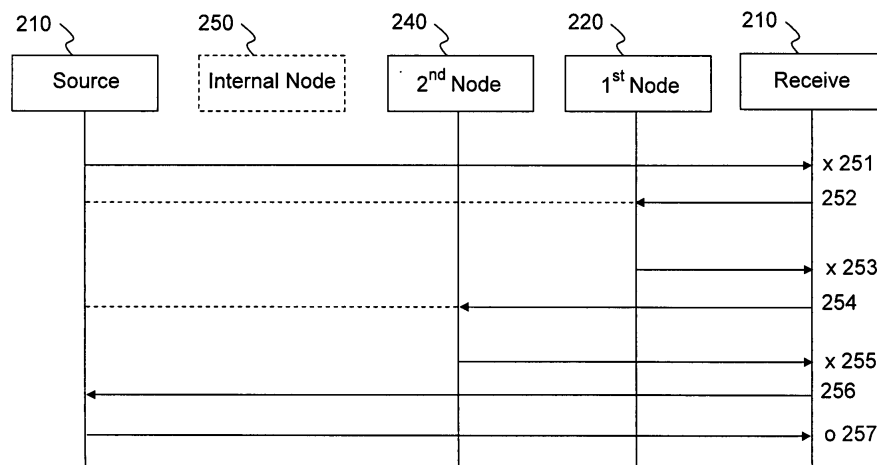 210 250 240 220 210
Source Internal Node 2nd Node 1st Node Receive
x 251
252
x 253
254
x 255
256
o 257